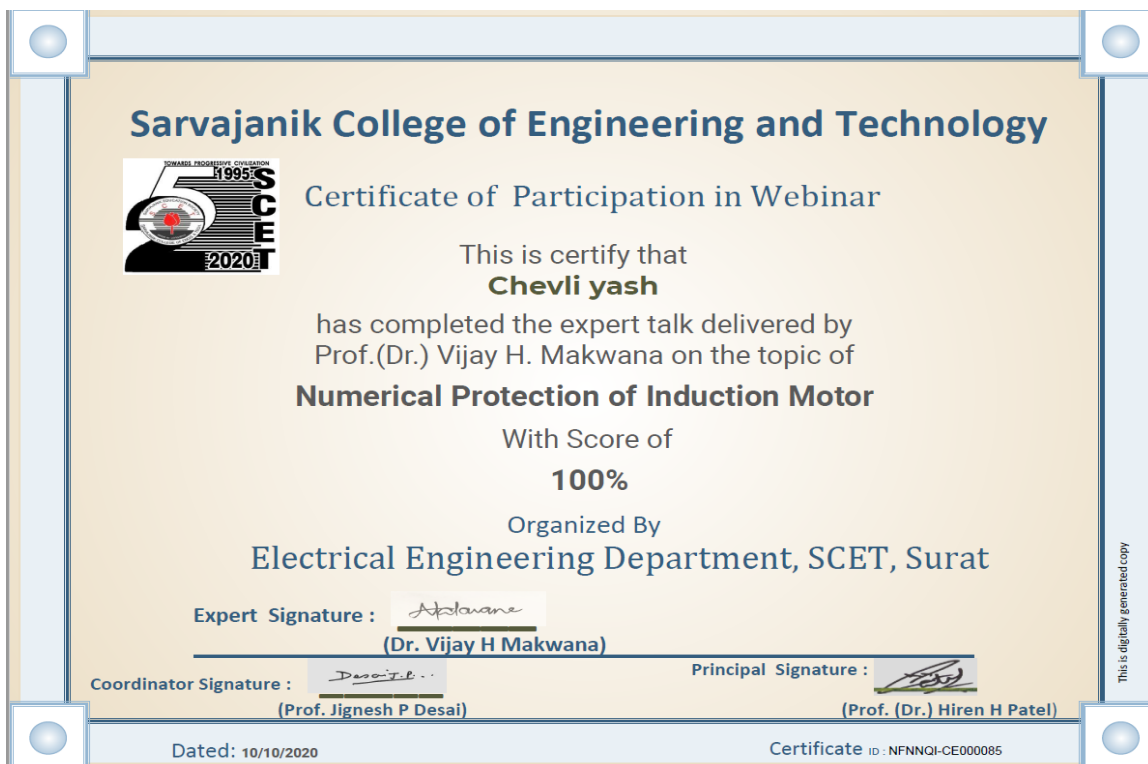 Sarvajanik College of Engineering and Technology
TOWARDS PROGRESSIVE CIVILIZATION
1995
SCET
2020
Certificate of Participation in Webinar
This is certify that
Chevli yash
has completed the expert talk delivered by
Prof.(Dr.) Vijay H. Makwana on the topic of
Numerical Protection of Induction Motor
With Score of
100%
Organized By
Electrical Engineering Department, SCET, Surat
Expert Signature :
(Dr. Vijay H Makwana)
Coordinator Signature : Desai J.P.
(Prof. Jignesh P Desai)
Principal Signature :
(Prof. (Dr.) Hiren H Patel)
Dated: 10/10/2020
Certificate ID : NFNNQI-CE000085
This is digitally generated copy